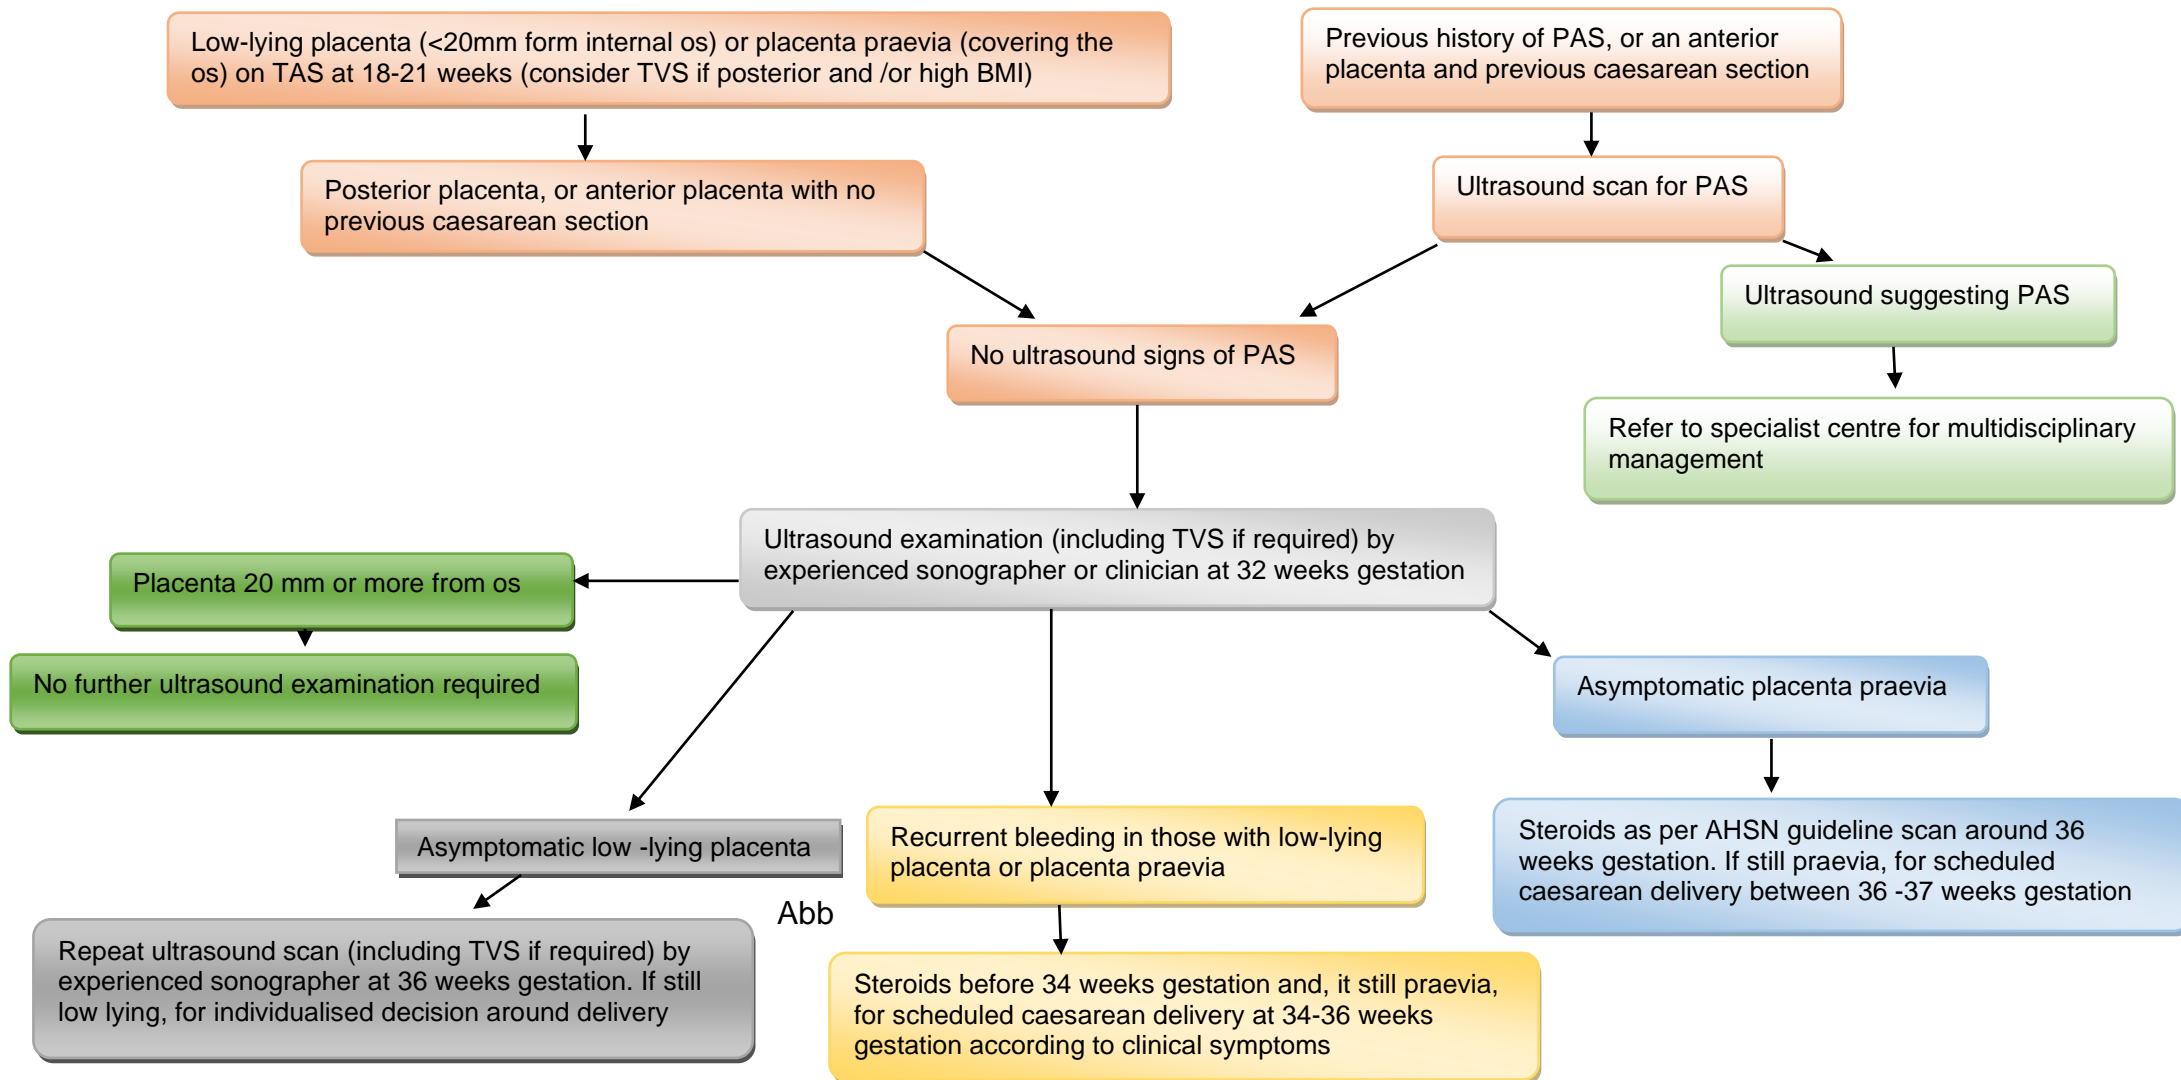 Low-lying placenta (<20mm form internal os) or placenta praevia (covering the
os) on TAS at 18-21 weeks (consider TVS if posterior and /or high BMI)
Previous history of PAS, or an anterior
placenta and previous caesarean section
Posterior placenta, or anterior placenta with no
previous caesarean section
Ultrasound scan for PAS
Ultrasound suggesting PAS
No ultrasound signs of PAS
Refer to specialist centre for multidisciplinary
management
Ultrasound examination (including TVS if required) by
experienced sonographer or clinician at 32 weeks gestation
Placenta 20 mm or more from os
No further ultrasound examination required
Asymptomatic placenta praevia
Asymptomatic low -lying placenta
Recurrent bleeding in those with low-lying
placenta or placenta praevia
Steroids as per AHSN guideline scan around 36
weeks gestation. If still praevia, for scheduled
caesarean delivery between 36 -37 weeks gestation
Abb
Repeat ultrasound scan (including TVS if required) by
experienced sonographer at 36 weeks gestation. If still
low lying, for individualised decision around delivery
Steroids before 34 weeks gestation and, it still praevia,
for scheduled caesarean delivery at 34-36 weeks
gestation according to clinical symptoms